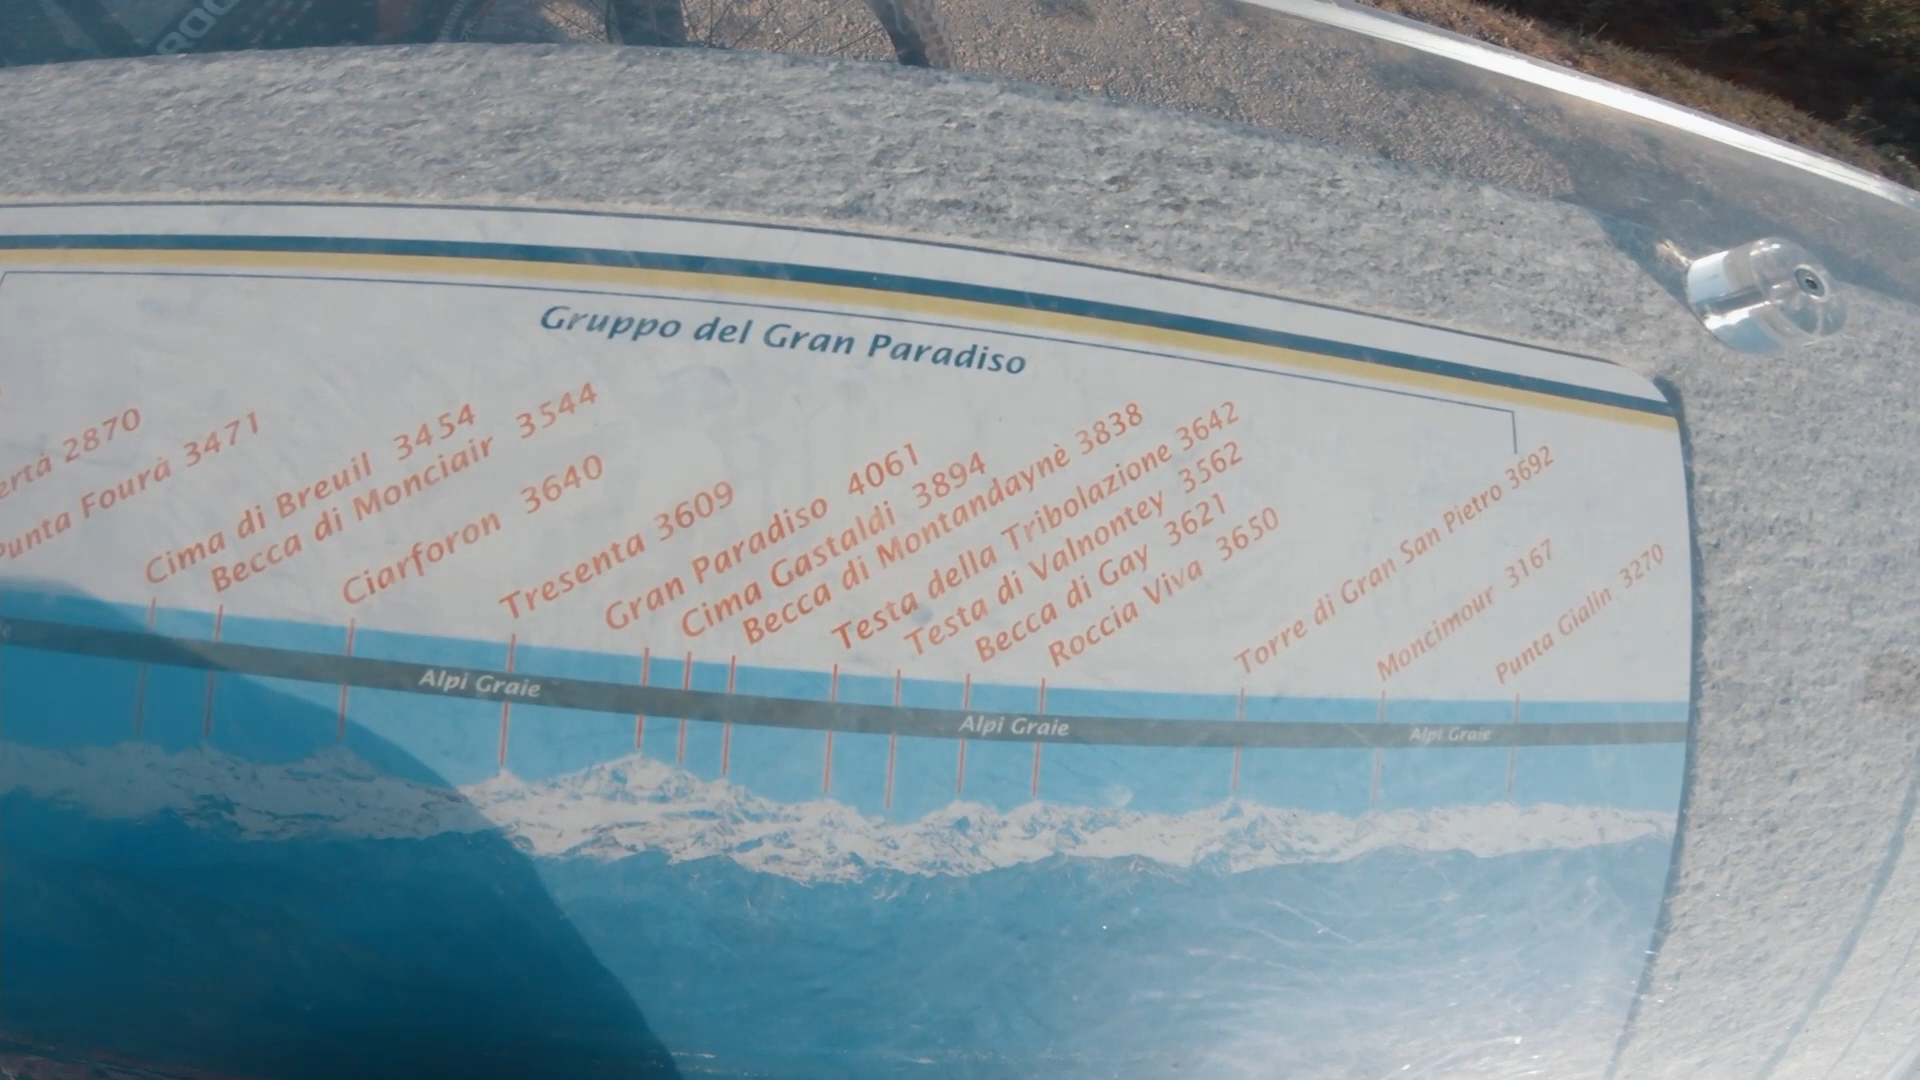 Gruppo del Gran Paradiso
2870
Punta Fourà 3471
Cima di Breuil 3454
Becca di Monciair 3544
Ciarforon 3640
Tresenta 3609
Gran Paradiso 4061
Cima Gastaldi 3894
Becca di Montandaynè 3838
Testa della Tribolazione 3642
Testa di Valnontey 3562
Becca di Gay 3621
Roccia Viva 3650
Torre di Gran San Pietro 3692
Moncimour 3167
Punta Gialin 3270
Alpi Graie
Alpi Graie
Alpi Graie